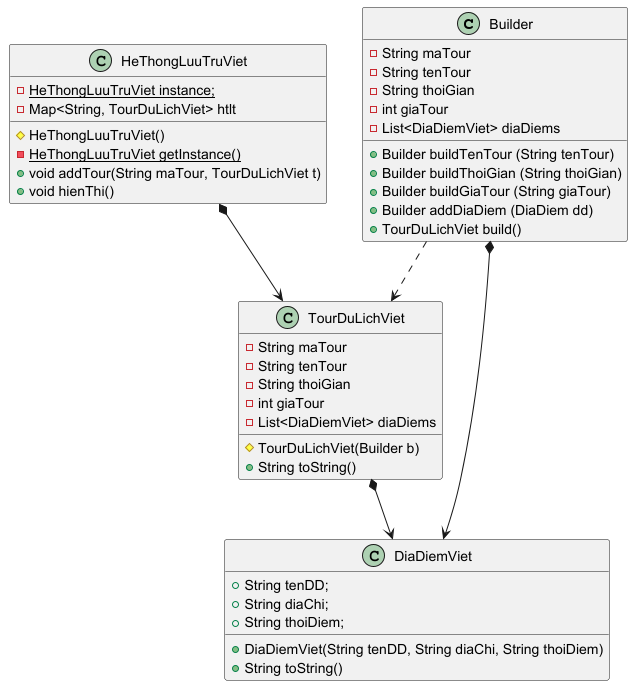 HeThongLuuTruViet
HeThongLuuTruViet instance;
Map<String, TourDuLichViet> htlt
HeThongLuuTruViet()
HeThongLuuTruViet getInstance()
void addTour(String maTour, TourDuLichViet t)
void hienThi()
Builder
String maTour
String tenTour
String thoiGian
int giaTour
List<DiaDiemViet> diaDiems
Builder buildTenTour (String tenTour)
Builder buildThoiGian (String thoiGian)
Builder buildGiaTour (String giaTour)
Builder addDiaDiem (DiaDiem dd)
TourDuLichViet build()
TourDuLichViet
String maTour
String tenTour
String thoiGian
int giaTour
List<DiaDiemViet> diaDiems
TourDuLichViet(Builder b)
String toString()
DiaDiemViet
String tenDD;
String diaChi;
String thoiDiem;
DiaDiemViet(String tenDD, String diaChi, String thoiDiem)
String toString()